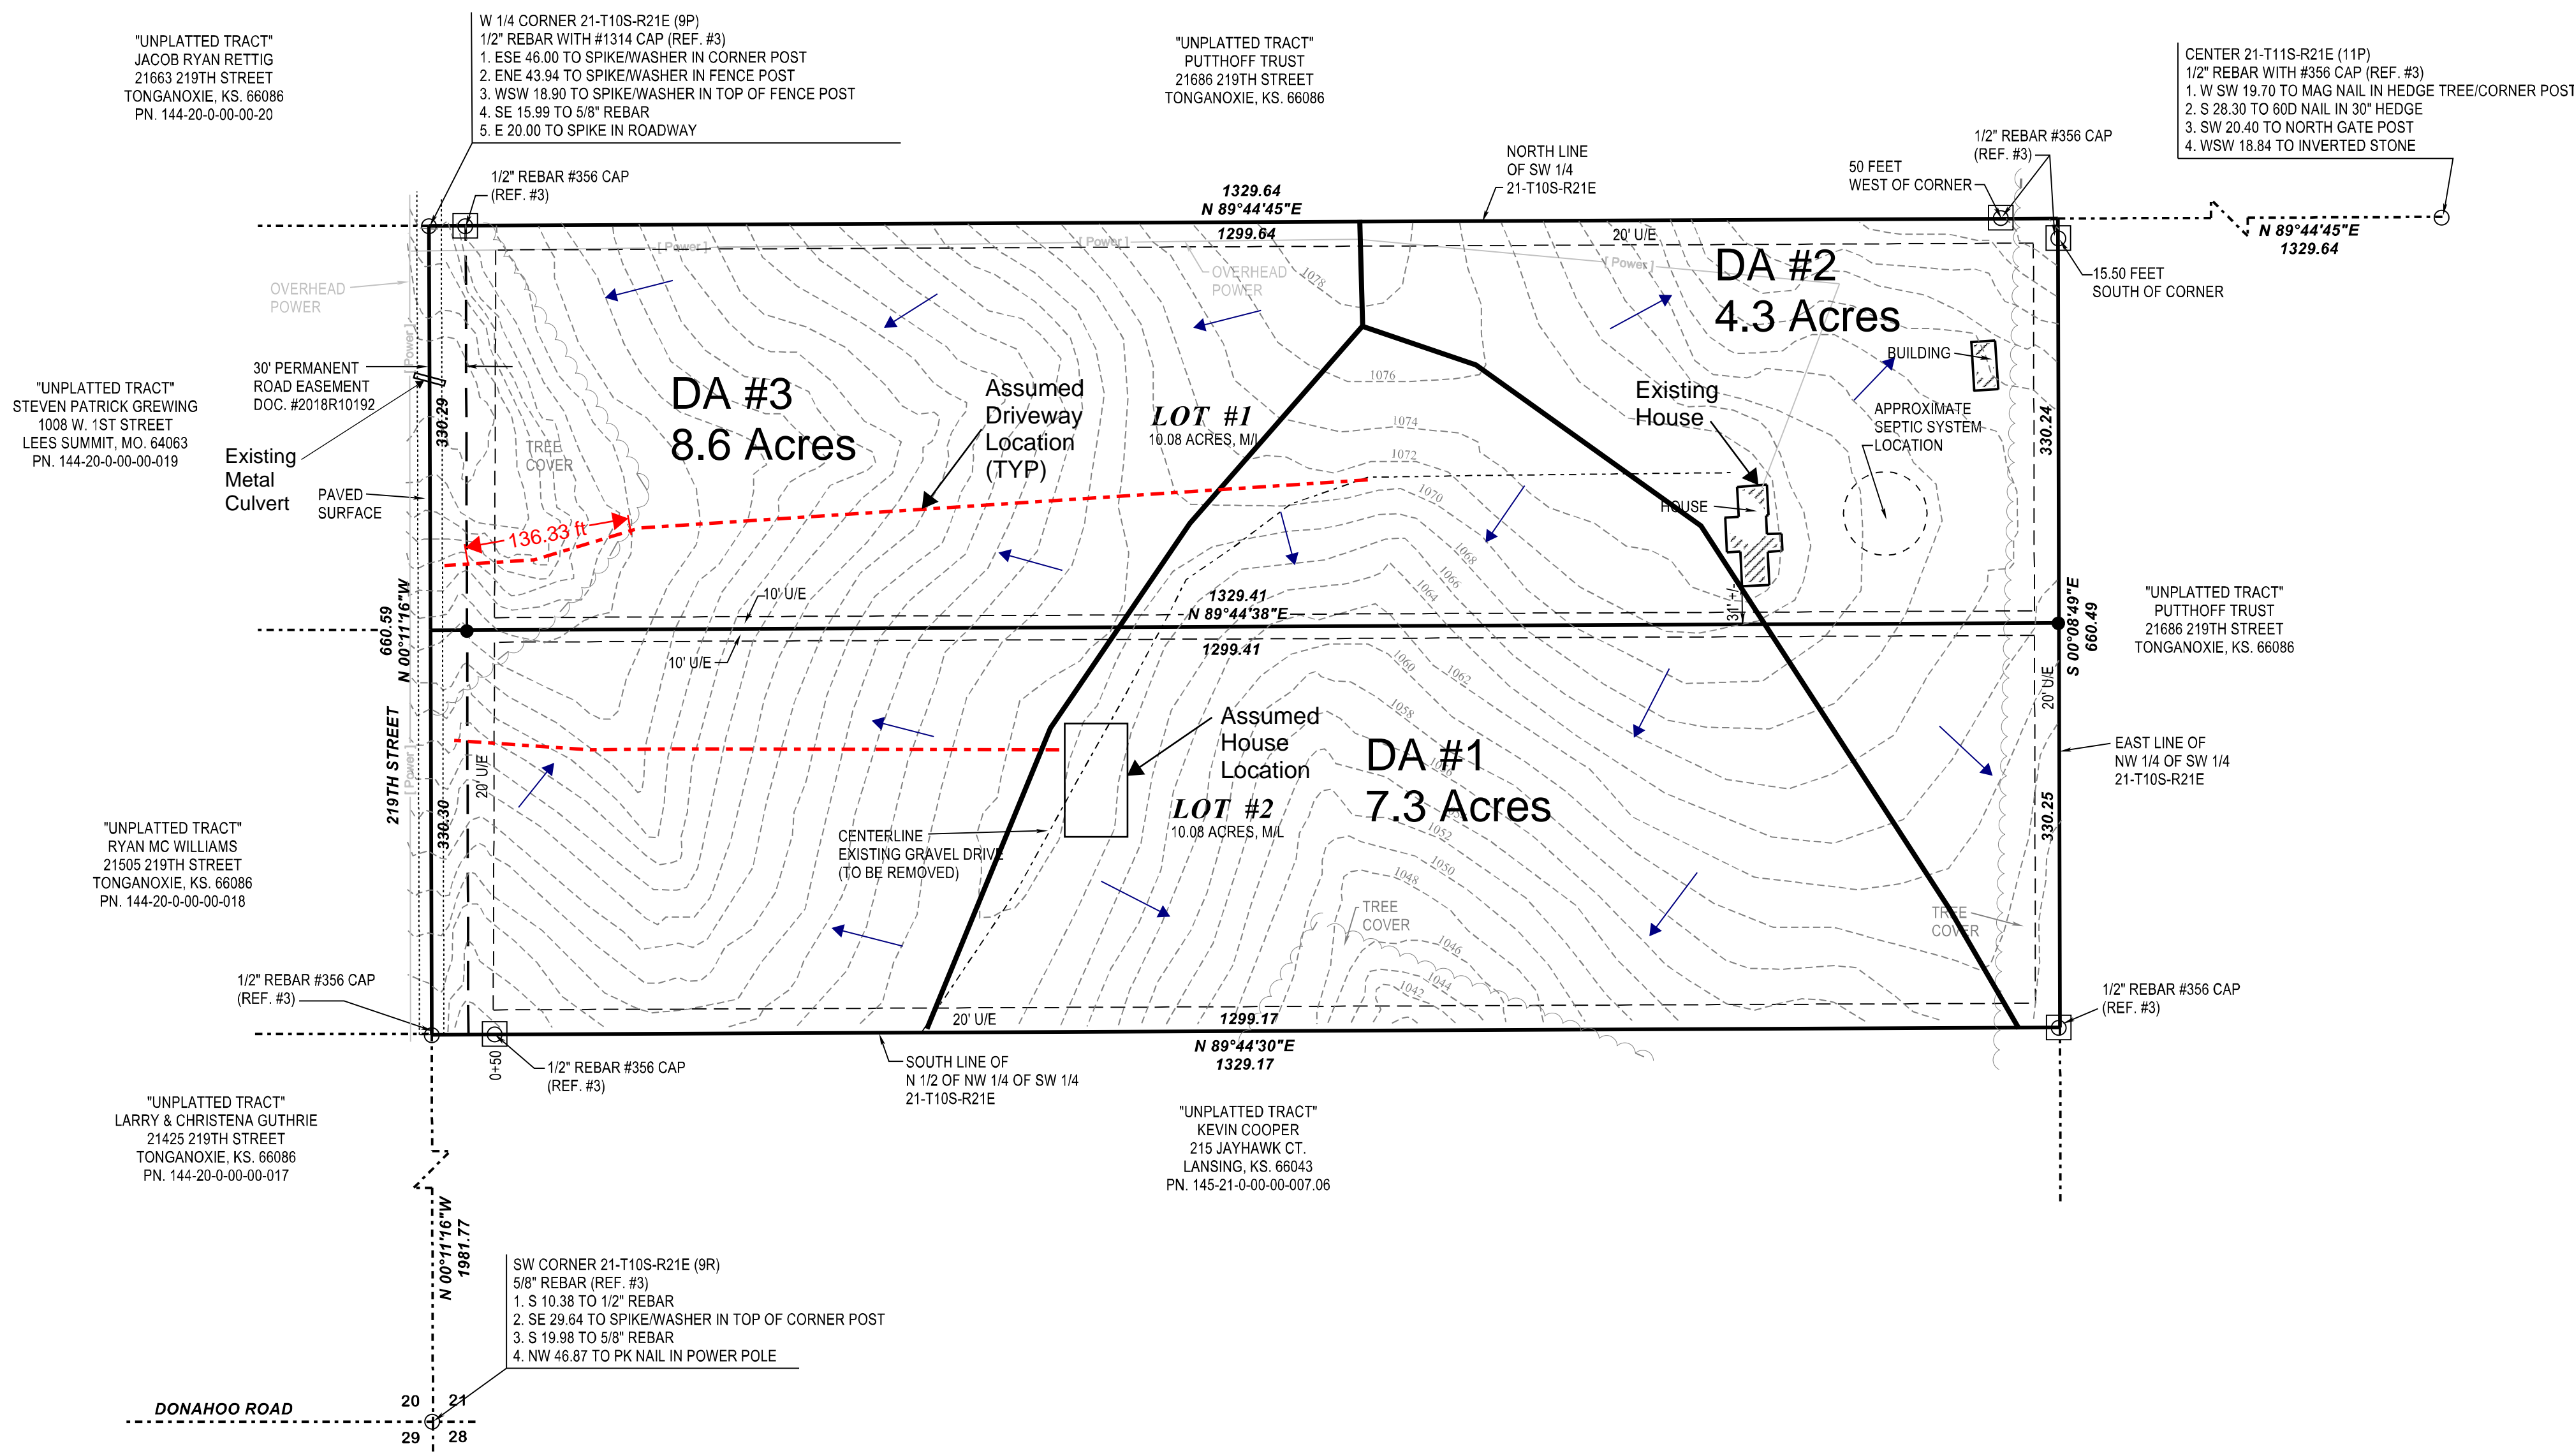 "UNPLATTED TRACT"
JACOB RYAN RETTIG
21663 219TH STREET
TONGANOXIE, KS. 66086
PN. 144-20-0-00-00-20
W 1/4 CORNER 21-T10S-R21E (9P)
1/2" REBAR WITH #1314 CAP (REF. #3)
1. ESE 46.00 TO SPIKE/WASHER IN CORNER POST
2. ENE 43.94 TO SPIKE/WASHER IN FENCE POST
3. WSW 18.90 TO SPIKE/WASHER IN TOP OF FENCE POST
4. SE 15.99 TO 5/8" REBAR
5. E 20.00 TO SPIKE IN ROADWAY
"UNPLATTED TRACT"
PUTTHOFF TRUST
21686 219TH STREET
TONGANOXIE, KS. 66086
CENTER 21-T11S-R21E (11P)
1/2" REBAR WITH #356 CAP (REF. #3)
1. W SW 19.70 TO MAG NAIL IN HEDGE TREE/CORNER POST
2. S 28.30 TO 60D NAIL IN 30" HEDGE
3. SW 20.40 TO NORTH GATE POST
4. WSW 18.84 TO INVERTED STONE
1/2" REBAR #356 CAP
(REF. #3)
1329.64
N 89°44'45"E
1299.64
NORTH LINE
OF SW 1/4
21-T10S-R21E
50 FEET
WEST OF CORNER
1/2" REBAR #356 CAP
(REF. #3)
N 89°44'45"E
1329.64
15.50 FEET
SOUTH OF CORNER
20' U/E
[ Power ]
[ Power ]
[ Power ]
OVERHEAD
POWER
OVERHEAD
POWER
[ Power ]
1078
DA #2
4.3 Acres
BUILDING
30' PERMANENT
ROAD EASEMENT
DOC. #2018R10192
"UNPLATTED TRACT"
STEVEN PATRICK GREWING
1008 W. 1ST STREET
LEES SUMMIT, MO. 64063
PN. 144-20-0-00-00-019
330.29
Existing
Metal
Culvert
PAVED
SURFACE
TREE
COVER
DA #3
8.6 Acres
Assumed
Driveway
Location
(TYP)
LOT #1
10.08 ACRES, M/L
1076
1074
1072
1070
1068
1066
1064
Existing
House
HOUSE
APPROXIMATE
SEPTIC SYSTEM
LOCATION
330.24
31' +/-
136.33 ft
10' U/E
10' U/E
1329.41
N 89°44'38"E
1299.41
660.59
N 00°11'16"W
219TH STREET
[ Power ]
20' U/E
330.30
S 00°08'49"E
660.49
20' U/E
"UNPLATTED TRACT"
PUTTHOFF TRUST
21686 219TH STREET
TONGANOXIE, KS. 66086
EAST LINE OF
NW 1/4 OF SW 1/4
21-T10S-R21E
330.25
1062
1060
1058
Assumed
House
Location
DA #1
7.3 Acres
LOT #2
10.08 ACRES, M/L
1052
1050
1048
1046
1044
1042
CENTERLINE
EXISTING GRAVEL DRIVE
(TO BE REMOVED)
TREE
COVER
TREE
COVER
"UNPLATTED TRACT"
RYAN MC WILLIAMS
21505 219TH STREET
TONGANOXIE, KS. 66086
PN. 144-20-0-00-00-018
1/2" REBAR #356 CAP
(REF. #3)
1/2" REBAR #356 CAP
(REF. #3)
0+50
1/2" REBAR #356 CAP
(REF. #3)
20' U/E
SOUTH LINE OF
N 1/2 OF NW 1/4 OF SW 1/4
21-T10S-R21E
1299.17
N 89°44'30"E
1329.17
"UNPLATTED TRACT"
KEVIN COOPER
215 JAYHAWK CT.
LANSING, KS. 66043
PN. 145-21-0-00-00-007.06
"UNPLATTED TRACT"
LARRY & CHRISTENA GUTHRIE
21425 219TH STREET
TONGANOXIE, KS. 66086
PN. 144-20-0-00-00-017
N 00°11'16"W
1981.77
SW CORNER 21-T10S-R21E (9R)
5/8" REBAR (REF. #3)
1. S 10.38 TO 1/2" REBAR
2. SE 29.64 TO SPIKE/WASHER IN TOP OF CORNER POST
3. S 19.98 TO 5/8" REBAR
4. NW 46.87 TO PK NAIL IN POWER POLE
DONAHOO ROAD
20 21
29 28